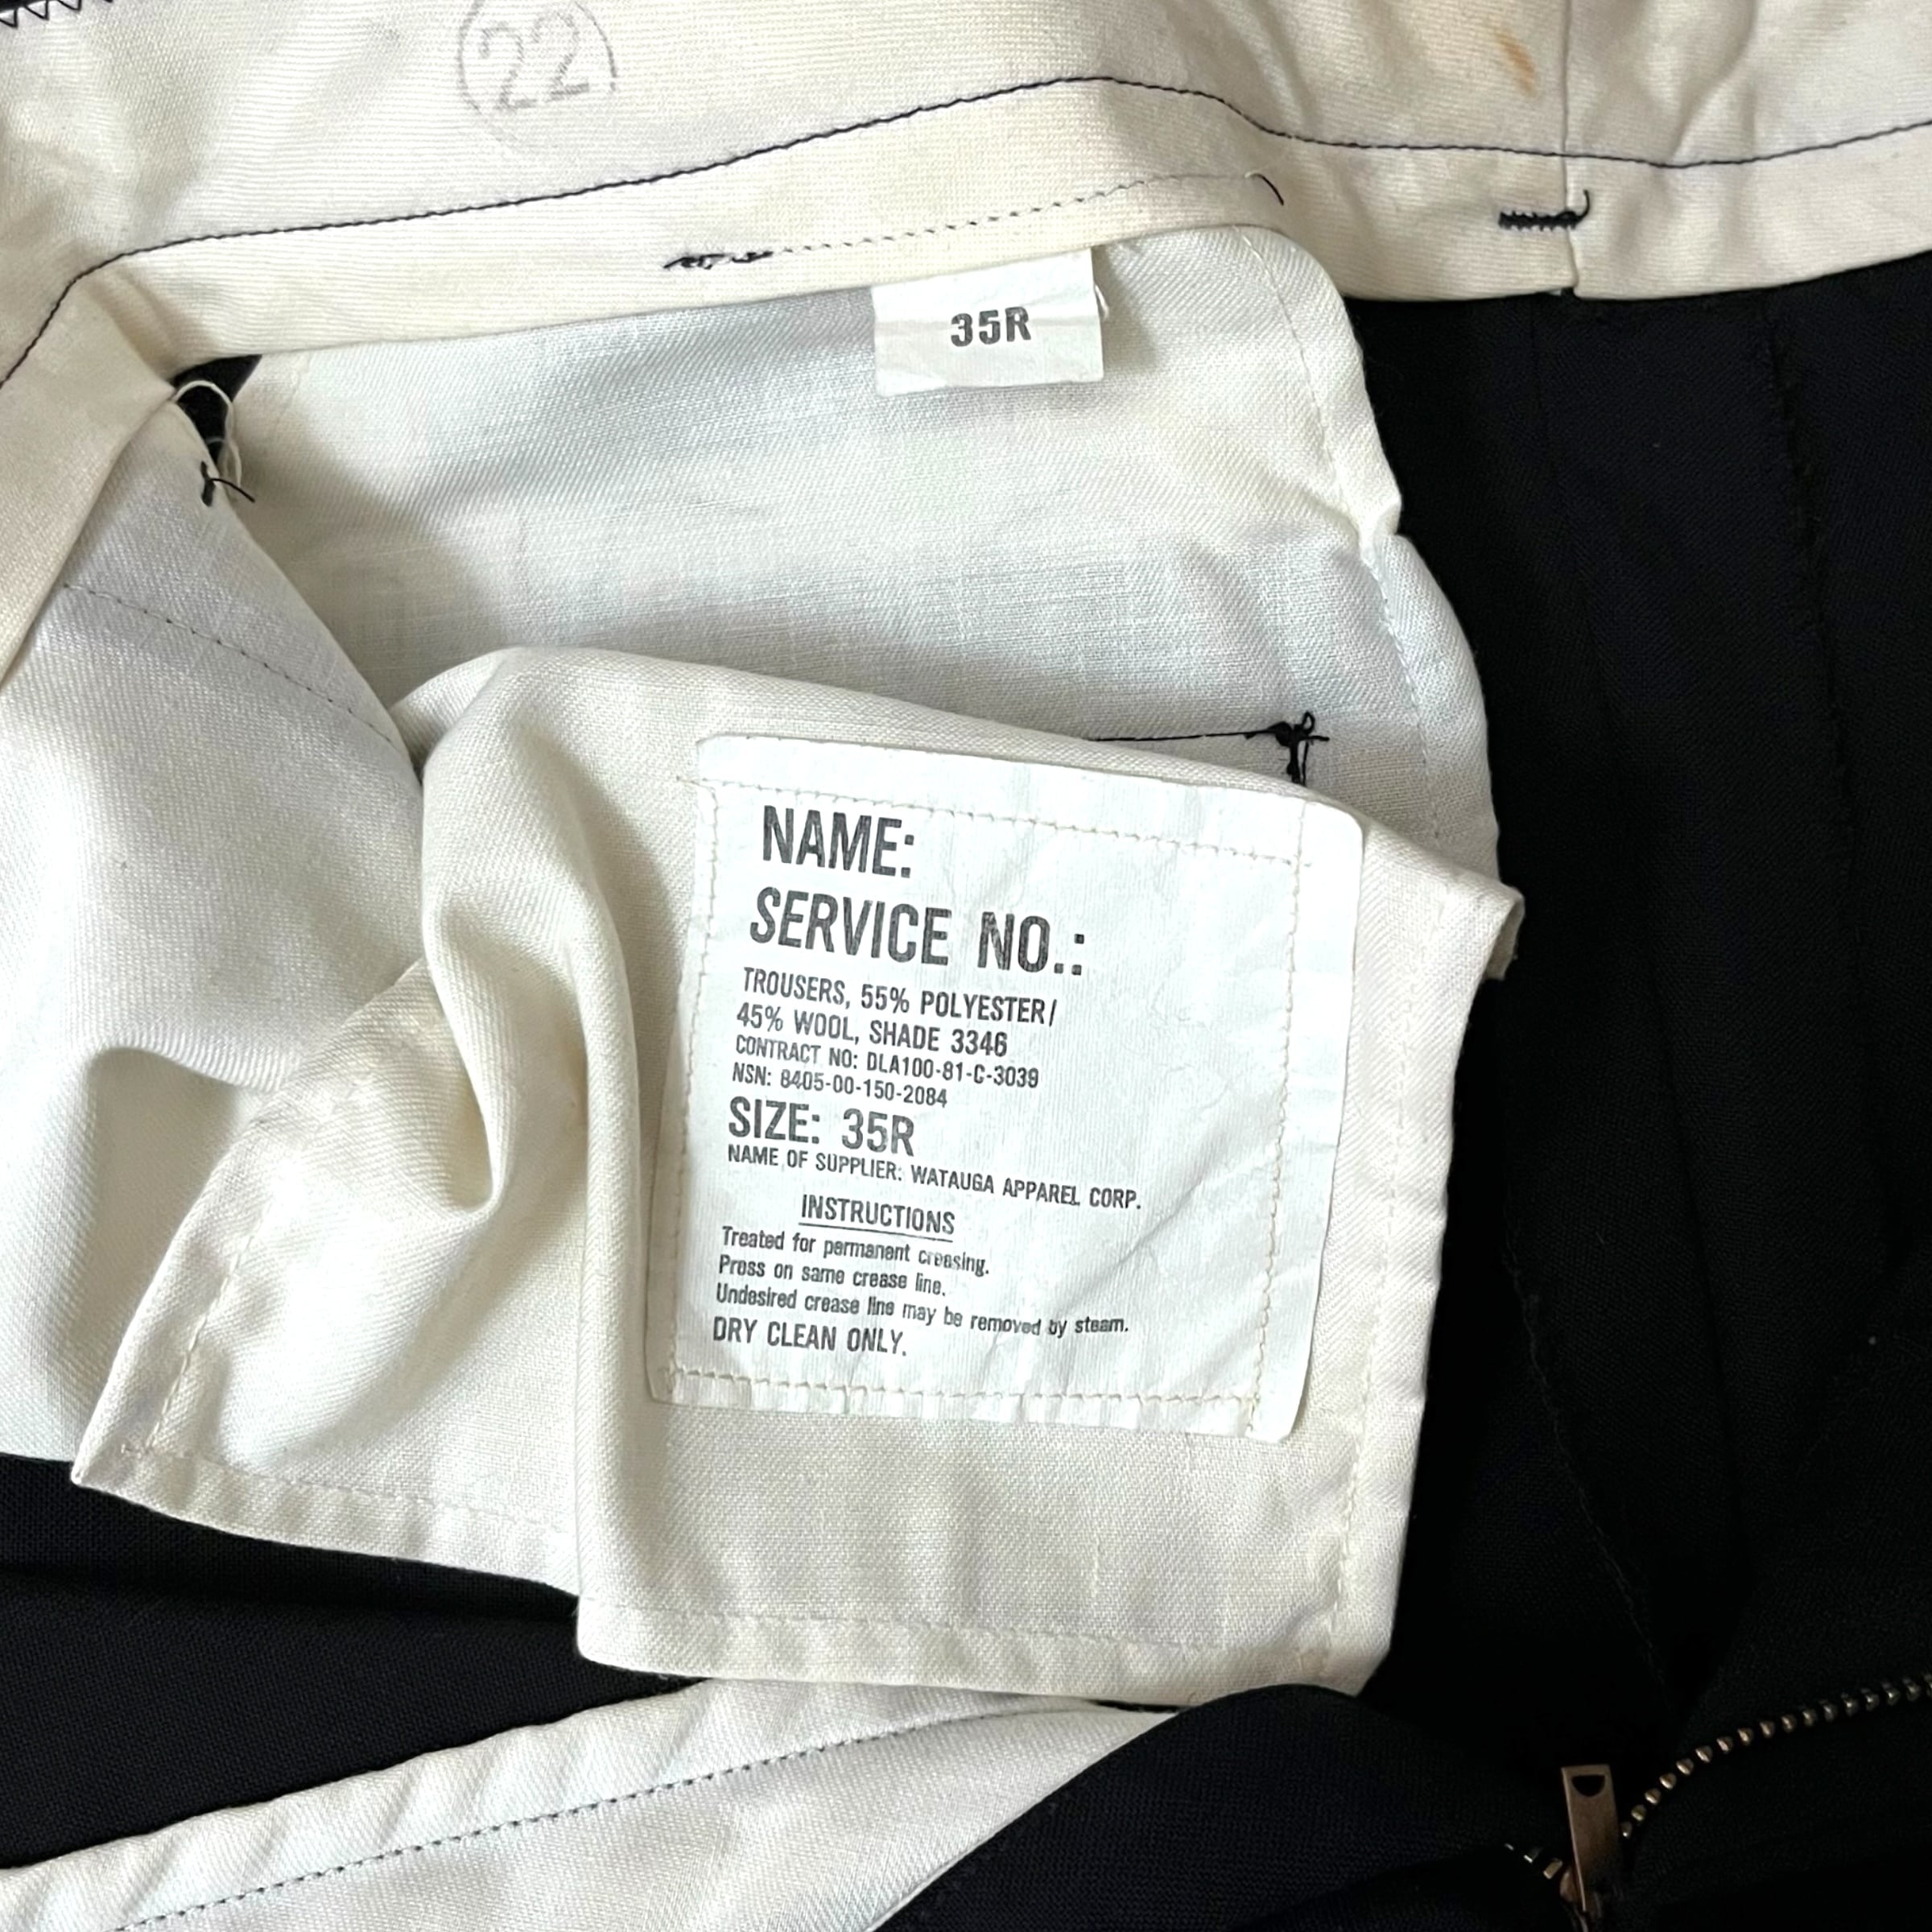 22
35R
NAME:
SERVICE NO.:
TROUSERS, 55% POLYESTER/
45% WOOL, SHADE 3346
CONTRACT NO: DLA100-81-C-3039
NSN: 8405-00-150-2084
SIZE: 35R
NAME OF SUPPLIER: WATAUGA APPAREL CORP.
INSTRUCTIONS
Treated for permanent creasing.
Press on same crease line.
Undesired crease line may be removed by steam.
DRY CLEAN ONLY.